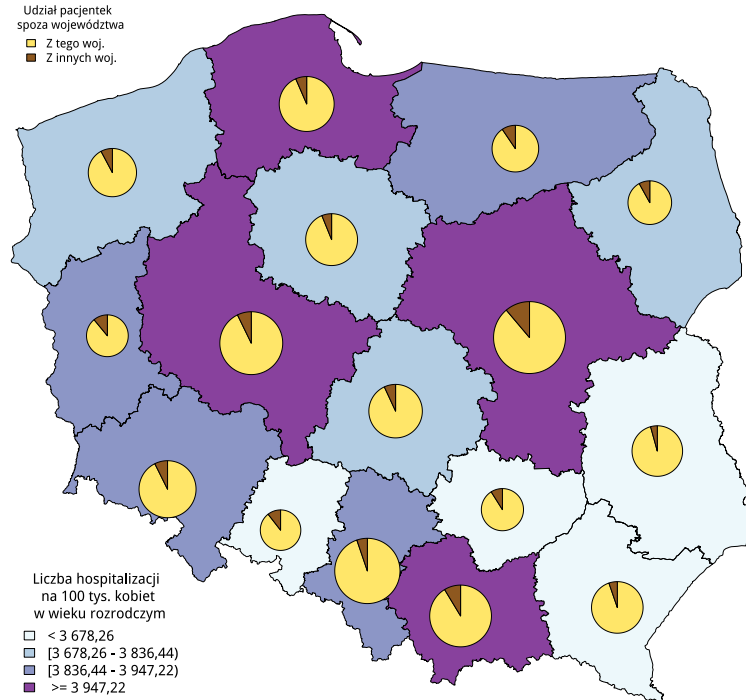 Udział pacjentek
spoza województwa
Z tego woj.
Z innych woj.
Liczba hospitalizacji
na 100 tys. kobiet
w wieku rozrodczym
< 3 678,26
[3 678,26 - 3 836,44)
[3 836,44 - 3 947,22)
>= 3 947,22